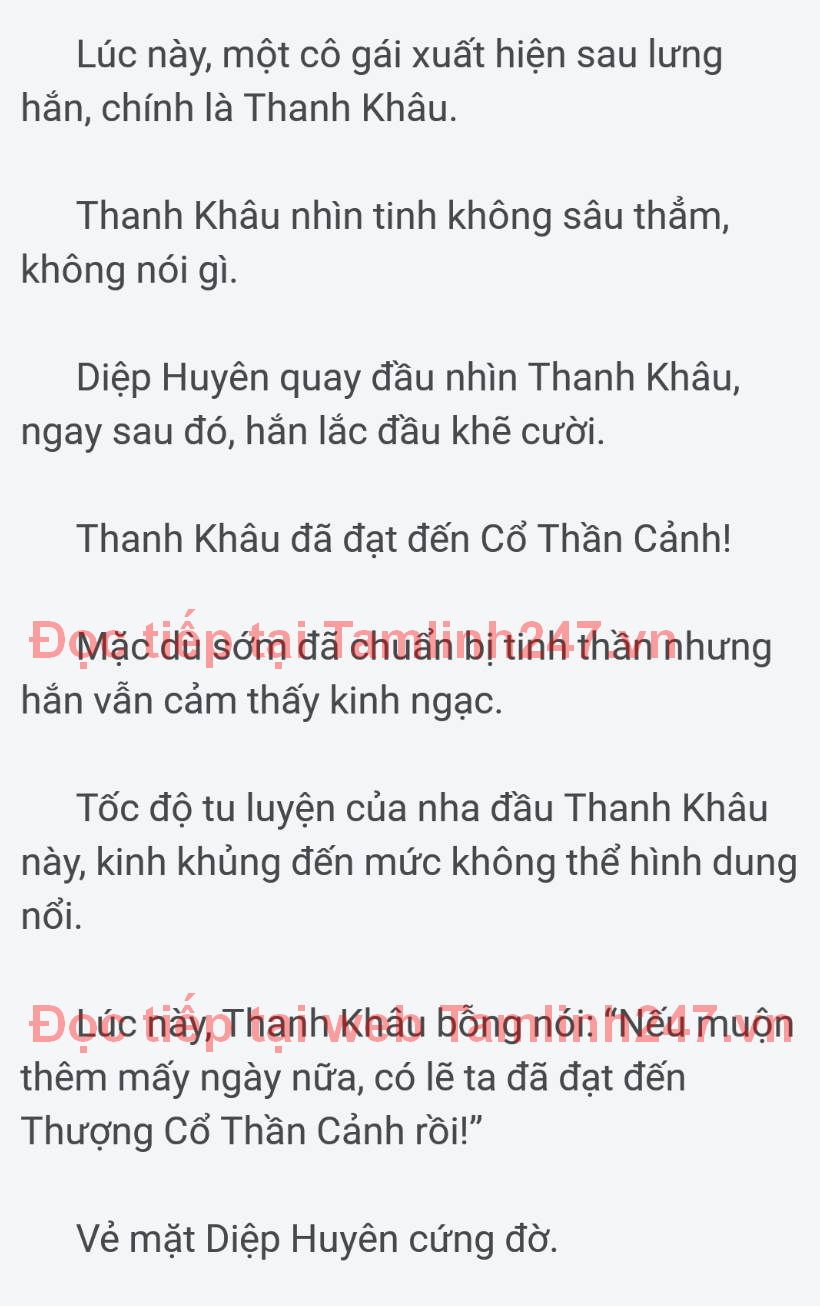 Lúc này, một cô gái xuất hiện sau lưng
hắn, chính là Thanh Khâu.
Thanh Khâu nhìn tinh không sâu thẳm,
không nói gì.
Diệp Huyên quay đầu nhìn Thanh Khâu,
ngay sau đó, hắn lắc đầu khẽ cười.
Thanh Khâu đã đạt đến Cổ Thần Cảnh!
Đọc tiếp tại Tamlinh247.vn
Mặc dù sớm đã chuẩn bị tinh thần nhưng
hắn vẫn cảm thấy kinh ngạc.
Tốc độ tu luyện của nha đầu Thanh Khâu
này, kinh khủng đến mức không thể hình dung
nổi.
Đọc tiếp tại web Tamlinh247.vn
Lúc này, Thanh Khâu bỗng nói: “Nếu muộn
thêm mấy ngày nữa, có lẽ ta đã đạt đến
Thượng Cổ Thần Cảnh rồi!”
Vẻ mặt Diệp Huyên cứng đờ.